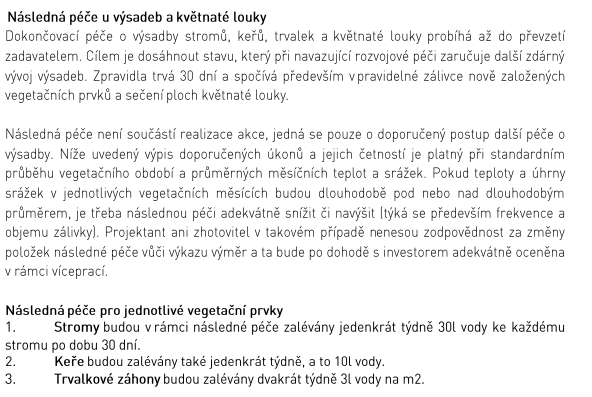 Následná péče u výsadeb a květnaté louky
Dokončovací péče o výsadby stromů, keřů, trvalek a květnaté louky probíhá až do převzetí
zadavatelem. Cílem je dosáhnout stavu, který při navazující rozvojové péči zaručuje další zdárný
vývoj výsadeb. Zpravidla trvá 30 dní a spočívá především v pravidelné zálivce nově založených
vegetačních prvků a sečení ploch květnaté louky.

Následná péče není součástí realizace akce, jedná se pouze o doporučený postup další péče o
výsadby. Níže uvedený výpis doporučených úkonů a jejich četností je platný při standardním
průběhu vegetačního období a průměrných měsíčních teplot a srážek. Pokud teploty a úhrny
srážek v jednotlivých vegetačních měsících budou dlouhodobě pod nebo nad dlouhodobým
průměrem, je třeba následnou péči adekvátně snížit či navýšit (týká se především frekvence a
objemu zálivky). Projektant ani zhotovitel v takovém případě nenesou zodpovědnost za změny
položek následné péče vůči výkazu výměr a ta bude po dohodě s investorem adekvátně oceněna
v rámci víceprací.

Následná péče pro jednotlivé vegetační prvky
1. Stromy budou v rámci následné péče zalévány jedenkrát týdně 30l vody ke každému
stromu po dobu 30 dní.
2. Keře budou zalévány také jedenkrát týdně, a to 10l vody.
3. Trvalkové záhony budou zalévány dvakrát týdně 3l vody na m2.